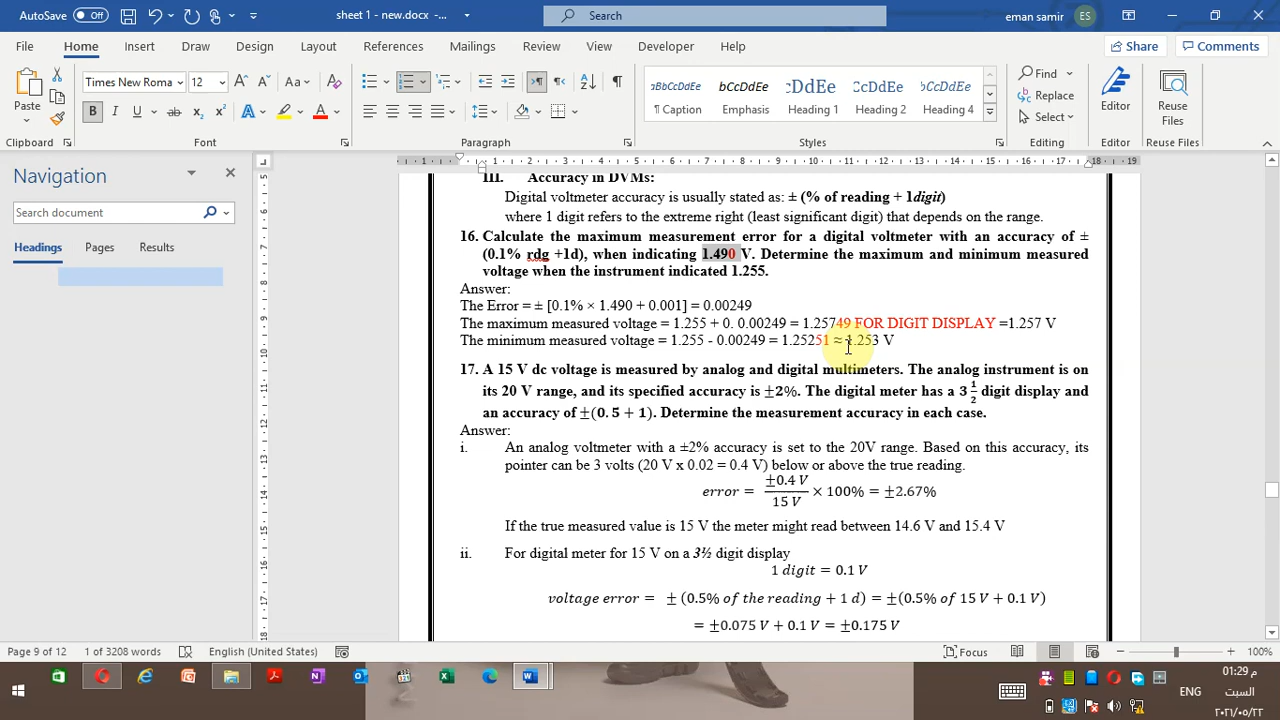 AutoSave Off sheet 1 - new.docx -... Search eman samir ES
File Home Insert Draw Design Layout References Mailings Review View Developer Help Share Comments
Times New Roma 12 Aa
Paste B I U ab x2 x2 A A
AaBbCcDd AaBbCcDd AaBbCcDd AaBbCcDd AaBbCcDd
¶ Caption Emphasis Heading 1 Heading 2 Heading 4
Find
Replace
Select
Editor Reuse Files
Clipboard Font Paragraph Styles Editing Editor Reuse Files
Navigation
Search document
Headings Pages Results
III. Accuracy in DVMs:
Digital voltmeter accuracy is usually stated as: ± (% of reading + 1digit)
where 1 digit refers to the extreme right (least significant digit) that depends on the range.
16. Calculate the maximum measurement error for a digital voltmeter with an accuracy of ±
(0.1% rdg +1d), when indicating 1.490 V. Determine the maximum and minimum measured
voltage when the instrument indicated 1.255.
Answer:
The Error = ± [0.1% × 1.490 + 0.001] = 0.00249
The maximum measured voltage = 1.255 + 0. 0.00249 = 1.25749 FOR DIGIT DISPLAY =1.257 V
The minimum measured voltage = 1.255 - 0.00249 = 1.25251 ≈ 1.253 V
17. A 15 V dc voltage is measured by analog and digital multimeters. The analog instrument is on
its 20 V range, and its specified accuracy is ±2%. The digital meter has a 3 1/2 digit display and
an accuracy of ±(0.5 + 1). Determine the measurement accuracy in each case.
Answer:
i. An analog voltmeter with a ±2% accuracy is set to the 20V range. Based on this accuracy, its
pointer can be 3 volts (20 V x 0.02 = 0.4 V) below or above the true reading.
error = ±0.4 V / 15 V × 100% = ±2.67%
If the true measured value is 15 V the meter might read between 14.6 V and 15.4 V
ii. For digital meter for 15 V on a 3½ digit display
1 digit = 0.1 V
voltage error = ± (0.5% of the reading + 1 d) = ±(0.5% of 15 V + 0.1 V)
= ±0.075 V + 0.1 V = ±0.175 V
Page 9 of 12 1 of 3208 words English (United States) Focus 100%
ENG
01:29 م
السبت
٢٠٢١/٠٥/٢٢